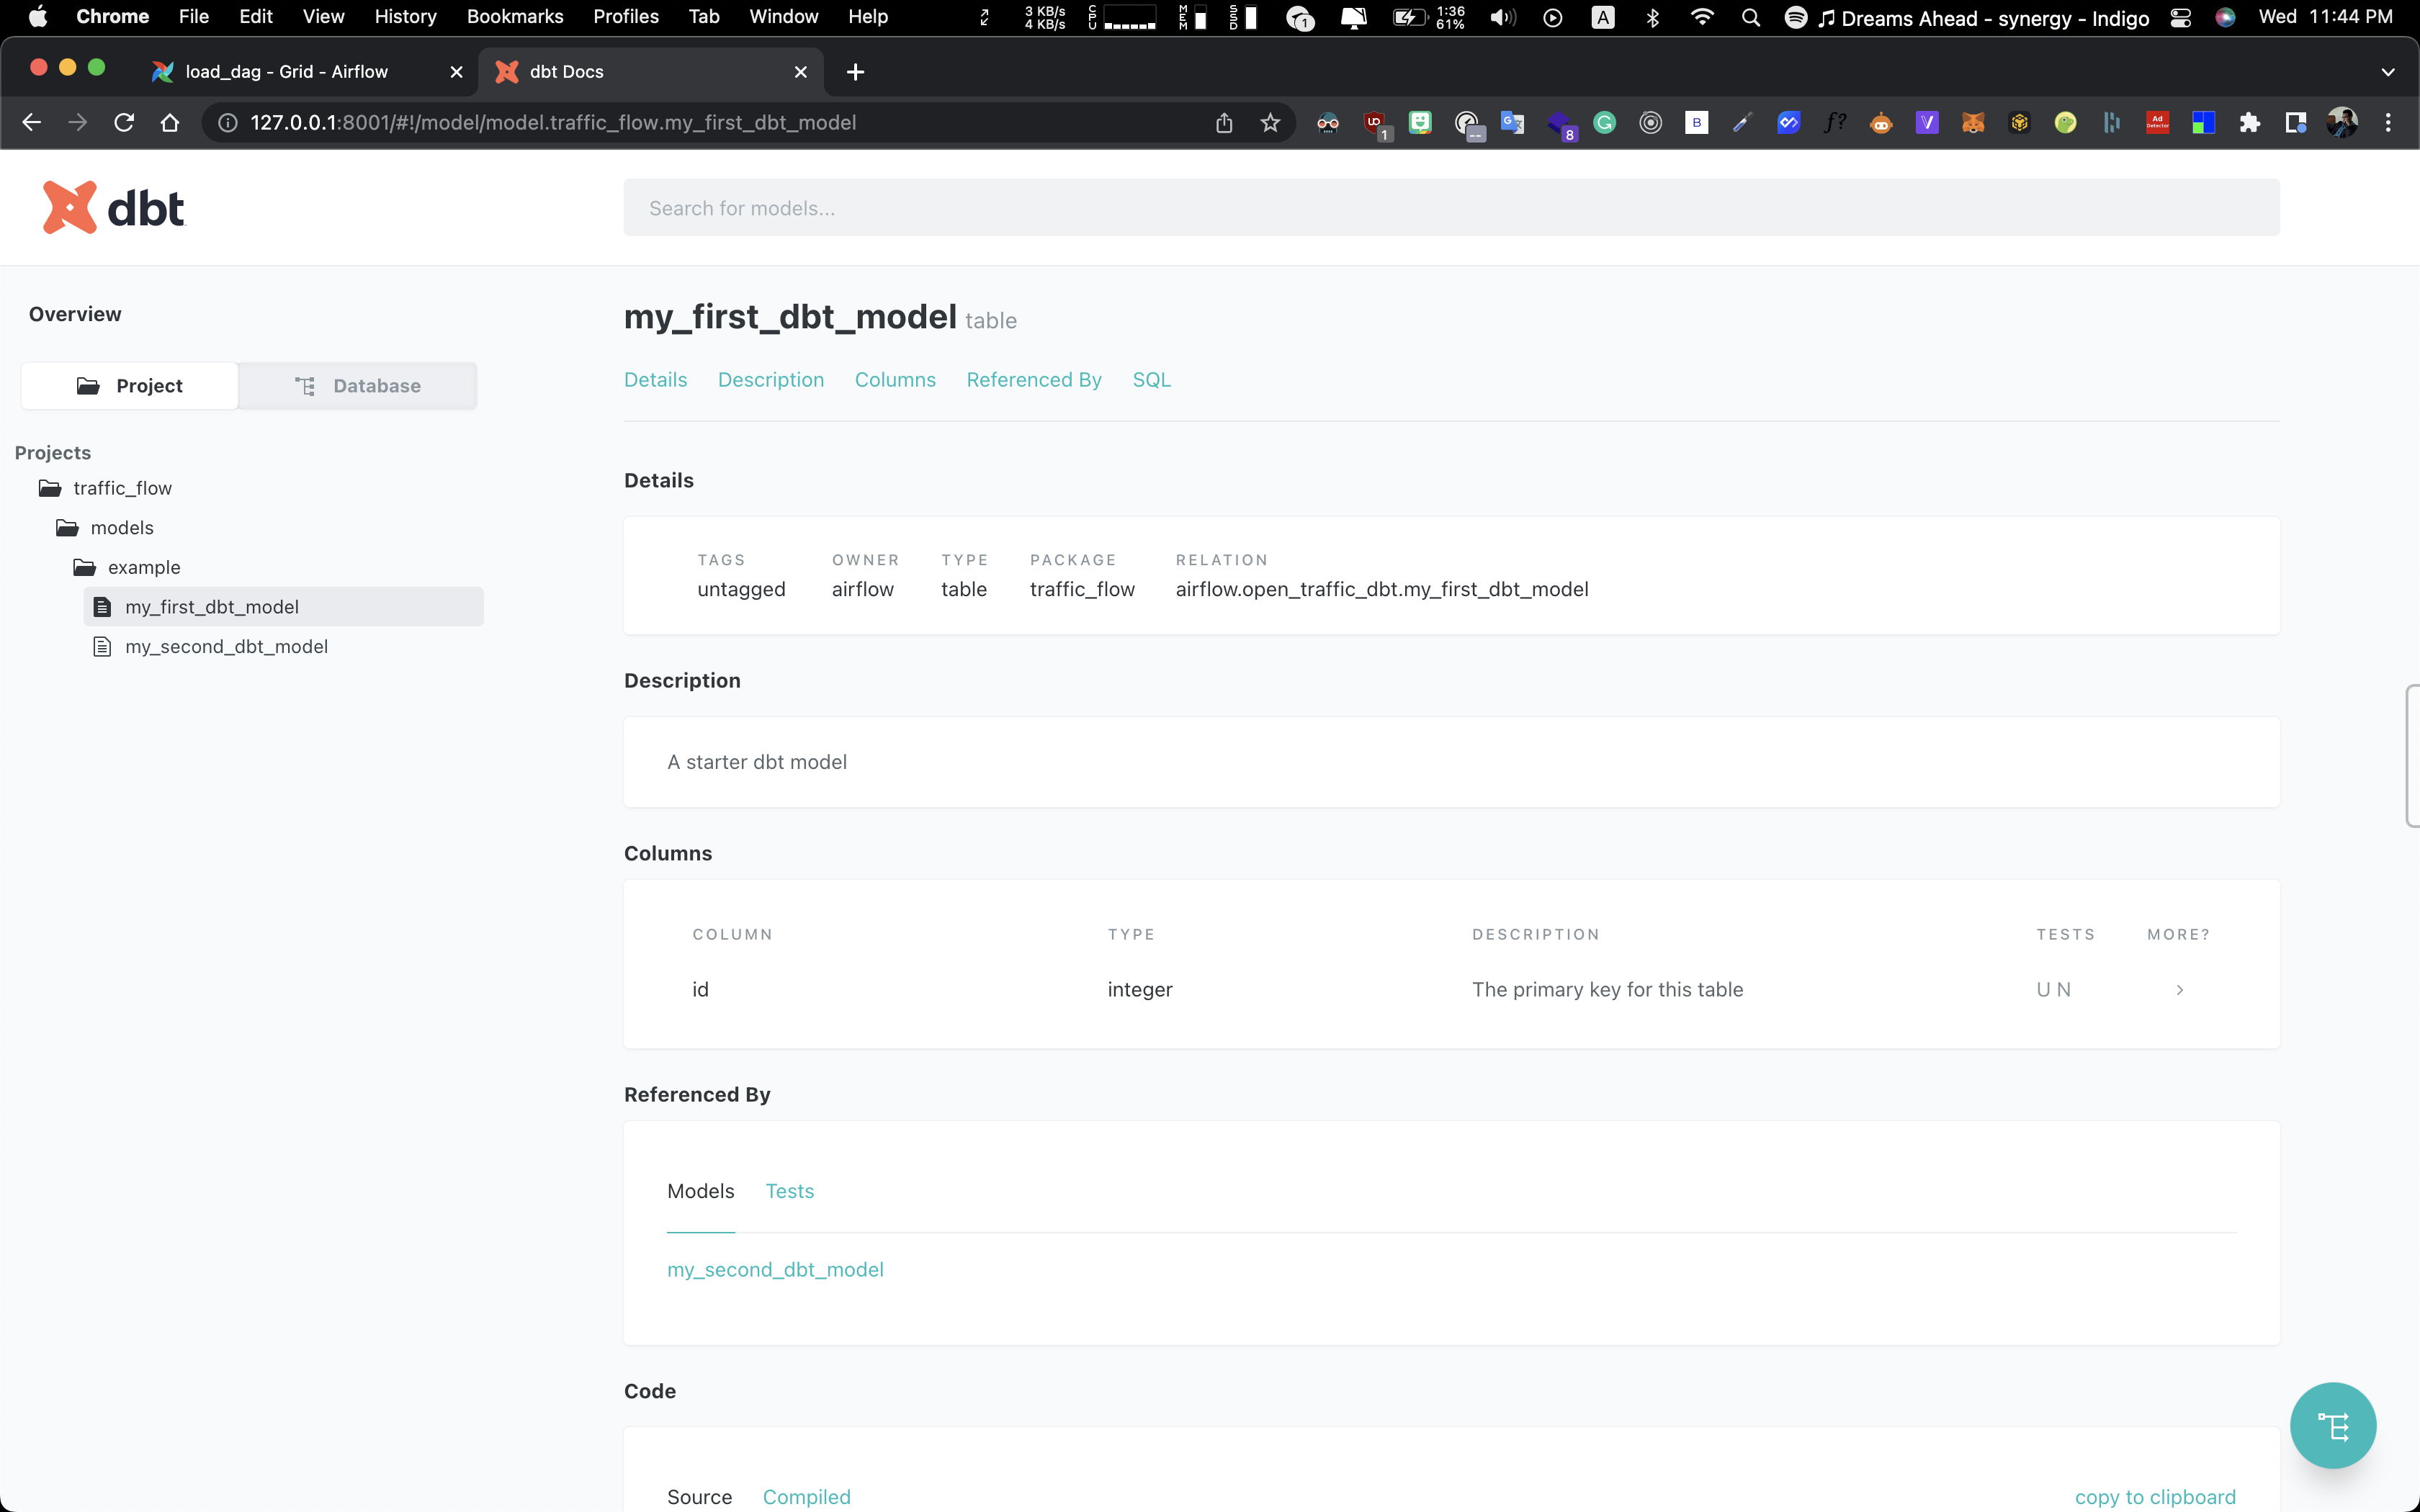 Chrome File Edit View History Bookmarks Profiles Tab Window Help 3 KB/s 4 KB/s CPU MEM SSD 1 1:36 61% A ♫ Dreams Ahead - synergy - Indigo Wed 11:44 PM
load_dag - Grid - Airflow dbt Docs
127.0.0.1:8001/#!/model/model.traffic_flow.my_first_dbt_model
dbt
Search for models...
Overview
Project Database
Projects
traffic_flow
models
example
my_first_dbt_model
my_second_dbt_model
my_first_dbt_model table
Details Description Columns Referenced By SQL
Details
TAGS OWNER TYPE PACKAGE RELATION
untagged airflow table traffic_flow airflow.open_traffic_dbt.my_first_dbt_model
Description
A starter dbt model
Columns
COLUMN TYPE DESCRIPTION TESTS MORE?
id integer The primary key for this table U N >
Referenced By
Models Tests
my_second_dbt_model
Code
Source Compiled copy to clipboard